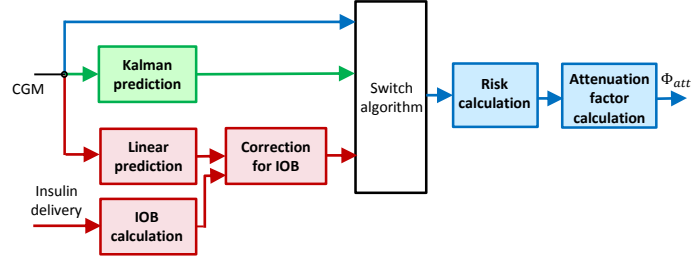 CGM
Kalman
prediction
Linear
prediction
Correction
for IOB
Insulin
delivery
IOB
calculation
Switch
algorithm
Risk
calculation
Attenuation
factor
calculation
Φatt